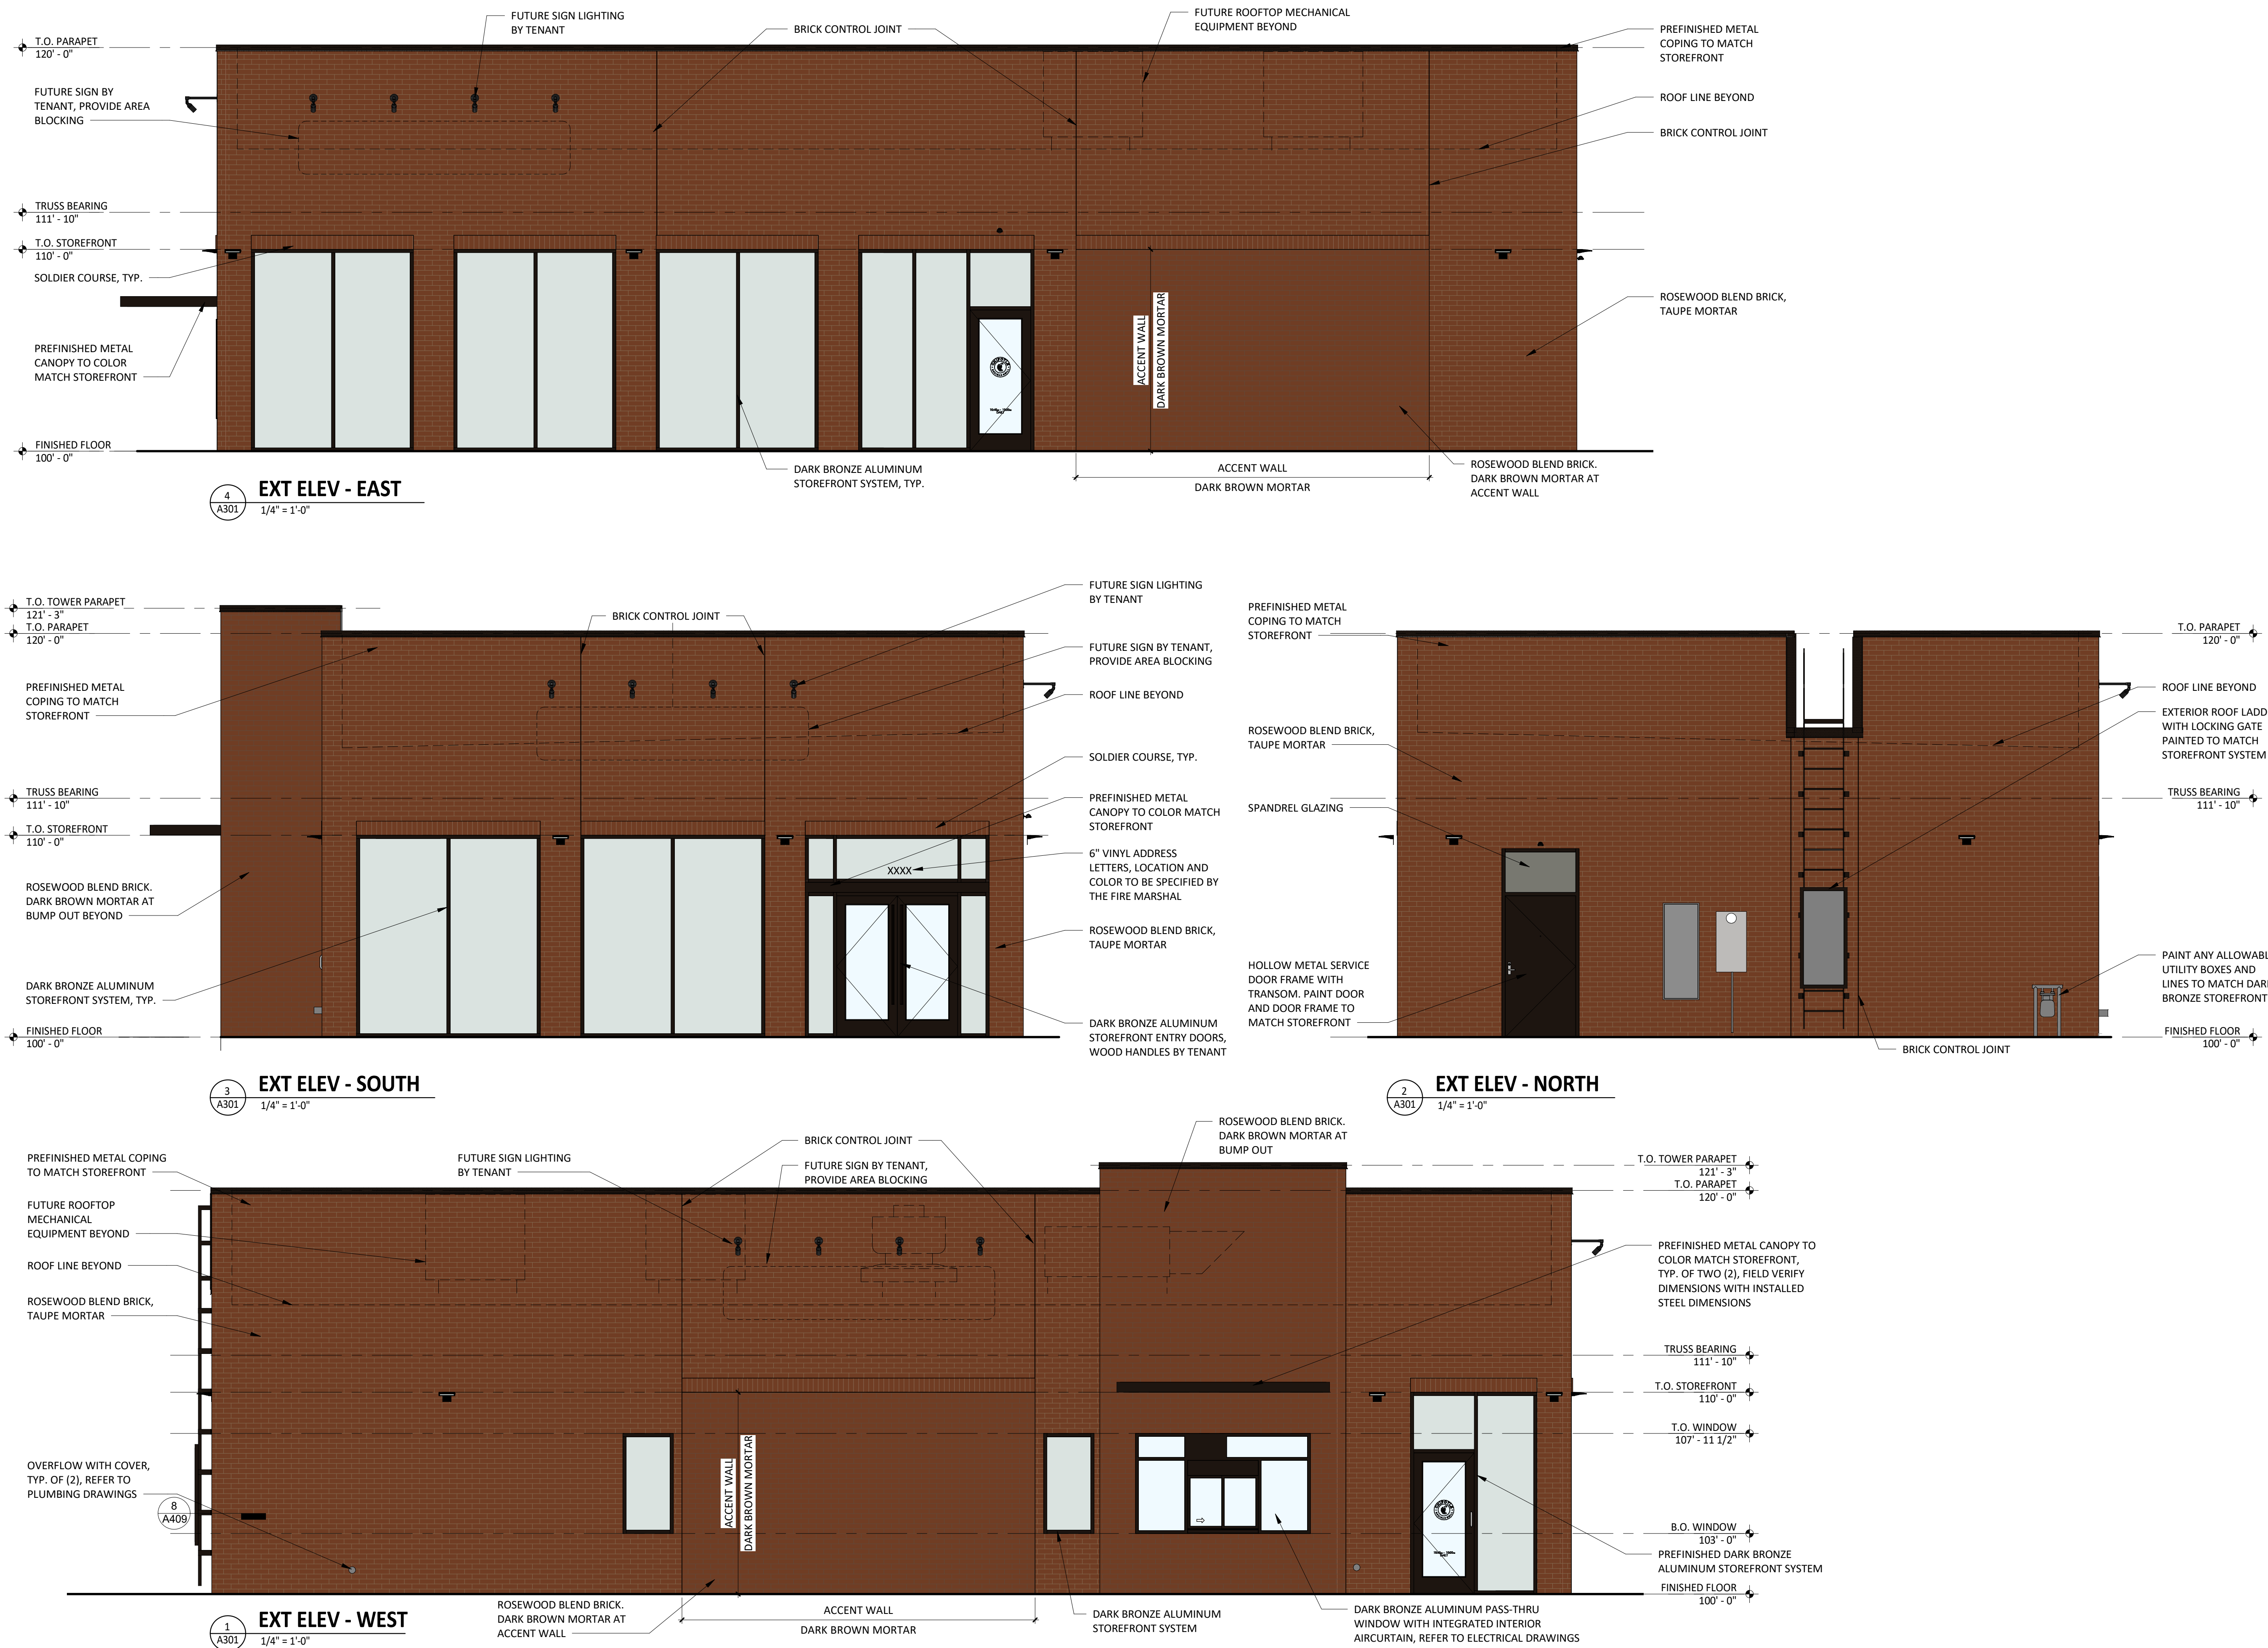 FUTURE SIGN LIGHTING
BY TENANT
BRICK CONTROL JOINT
FUTURE ROOFTOP MECHANICAL
EQUIPMENT BEYOND
PREFINISHED METAL
COPING TO MATCH
STOREFRONT
T.O. PARAPET
120' - 0"
FUTURE SIGN BY
TENANT, PROVIDE AREA
BLOCKING
ROOF LINE BEYOND
BRICK CONTROL JOINT
TRUSS BEARING
111' - 10"
T.O. STOREFRONT
110' - 0"
SOLDIER COURSE, TYP.
ROSEWOOD BLEND BRICK,
TAUPE MORTAR
PREFINISHED METAL
CANOPY TO COLOR
MATCH STOREFRONT
ACCENT WALL
DARK BROWN MORTAR
FINISHED FLOOR
100' - 0"
DARK BRONZE ALUMINUM
STOREFRONT SYSTEM, TYP.
ACCENT WALL
DARK BROWN MORTAR
ROSEWOOD BLEND BRICK.
DARK BROWN MORTAR AT
ACCENT WALL
4
A301
EXT ELEV - EAST
1/4" = 1'-0"
T.O. TOWER PARAPET
121' - 3"
T.O. PARAPET
120' - 0"
BRICK CONTROL JOINT
FUTURE SIGN LIGHTING
BY TENANT
FUTURE SIGN BY TENANT,
PROVIDE AREA BLOCKING
PREFINISHED METAL
COPING TO MATCH
STOREFRONT
ROOF LINE BEYOND
SOLDIER COURSE, TYP.
TRUSS BEARING
111' - 10"
PREFINISHED METAL
CANOPY TO COLOR MATCH
STOREFRONT
T.O. STOREFRONT
110' - 0"
6" VINYL ADDRESS
LETTERS, LOCATION AND
COLOR TO BE SPECIFIED BY
THE FIRE MARSHAL
XXXX
ROSEWOOD BLEND BRICK.
DARK BROWN MORTAR AT
BUMP OUT BEYOND
ROSEWOOD BLEND BRICK,
TAUPE MORTAR
DARK BRONZE ALUMINUM
STOREFRONT SYSTEM, TYP.
DARK BRONZE ALUMINUM
STOREFRONT ENTRY DOORS,
WOOD HANDLES BY TENANT
FINISHED FLOOR
100' - 0"
3
A301
EXT ELEV - SOUTH
1/4" = 1'-0"
PREFINISHED METAL
COPING TO MATCH
STOREFRONT
T.O. PARAPET
120' - 0"
ROOF LINE BEYOND
EXTERIOR ROOF LADD
WITH LOCKING GATE
PAINTED TO MATCH
STOREFRONT SYSTEM
ROSEWOOD BLEND BRICK,
TAUPE MORTAR
TRUSS BEARING
111' - 10"
SPANDREL GLAZING
HOLLOW METAL SERVICE
DOOR FRAME WITH
TRANSOM. PAINT DOOR
AND DOOR FRAME TO
MATCH STOREFRONT
PAINT ANY ALLOWABL
UTILITY BOXES AND
LINES TO MATCH DAR
BRONZE STOREFRONT
FINISHED FLOOR
100' - 0"
BRICK CONTROL JOINT
2
A301
EXT ELEV - NORTH
1/4" = 1'-0"
PREFINISHED METAL COPING
TO MATCH STOREFRONT
FUTURE SIGN LIGHTING
BY TENANT
BRICK CONTROL JOINT
FUTURE SIGN BY TENANT,
PROVIDE AREA BLOCKING
ROSEWOOD BLEND BRICK.
DARK BROWN MORTAR AT
BUMP OUT
T.O. TOWER PARAPET
121' - 3"
T.O. PARAPET
120' - 0"
FUTURE ROOFTOP
MECHANICAL
EQUIPMENT BEYOND
ROOF LINE BEYOND
ROSEWOOD BLEND BRICK,
TAUPE MORTAR
PREFINISHED METAL CANOPY TO
COLOR MATCH STOREFRONT,
TYP. OF TWO (2), FIELD VERIFY
DIMENSIONS WITH INSTALLED
STEEL DIMENSIONS
TRUSS BEARING
111' - 10"
T.O. STOREFRONT
110' - 0"
T.O. WINDOW
107' - 11 1/2"
OVERFLOW WITH COVER,
TYP. OF (2), REFER TO
PLUMBING DRAWINGS
8
A409
ACCENT WALL
DARK BROWN MORTAR
B.O. WINDOW
103' - 0"
PREFINISHED DARK BRONZE
ALUMINUM STOREFRONT SYSTEM
FINISHED FLOOR
100' - 0"
ROSEWOOD BLEND BRICK.
DARK BROWN MORTAR AT
ACCENT WALL
ACCENT WALL
DARK BROWN MORTAR
DARK BRONZE ALUMINUM
STOREFRONT SYSTEM
DARK BRONZE ALUMINUM PASS-THRU
WINDOW WITH INTEGRATED INTERIOR
AIRCURTAIN, REFER TO ELECTRICAL DRAWINGS
1
A301
EXT ELEV - WEST
1/4" = 1'-0"